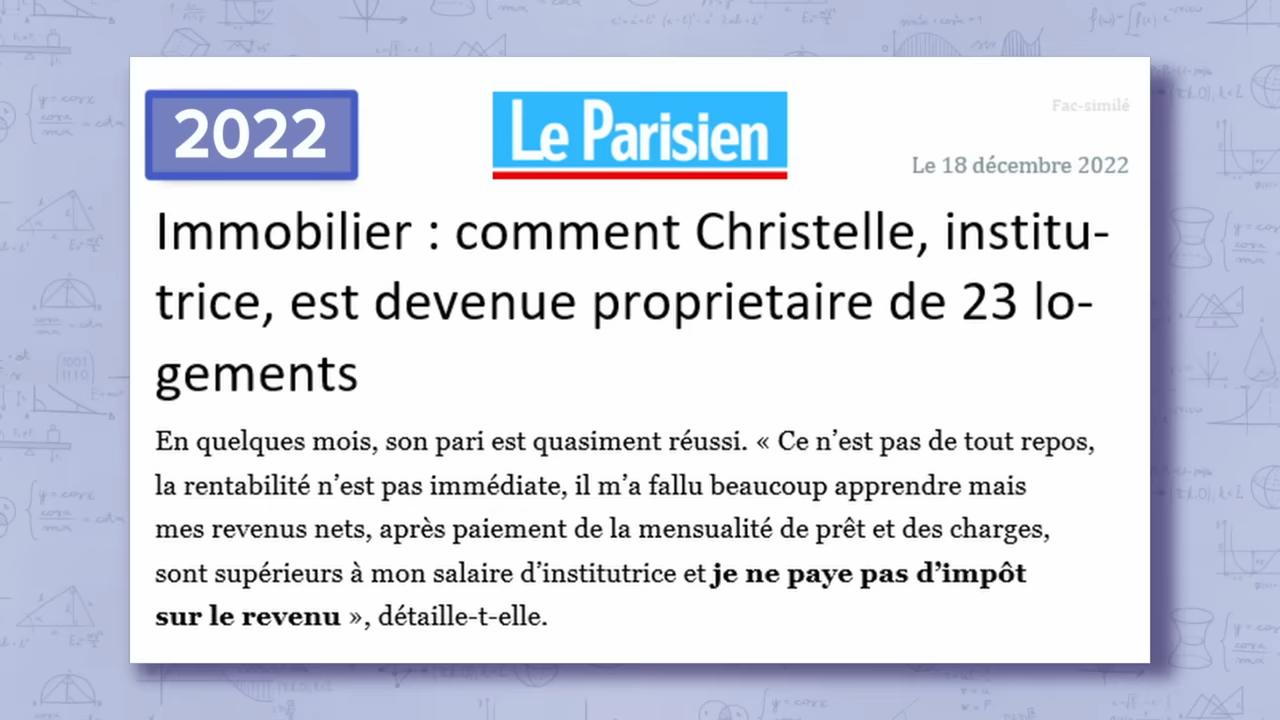 2022
Le Parisien
Fac-similé
Le 18 décembre 2022
Immobilier : comment Christelle, institu-
trice, est devenue proprietaire de 23 lo-
gements
En quelques mois, son pari est quasiment réussi. « Ce n’est pas de tout repos,
la rentabilité n’est pas immédiate, il m’a fallu beaucoup apprendre mais
mes revenus nets, après paiement de la mensualité de prêt et des charges,
sont supérieurs à mon salaire d’institutrice et je ne paye pas d’impôt
sur le revenu », détaille-t-elle.